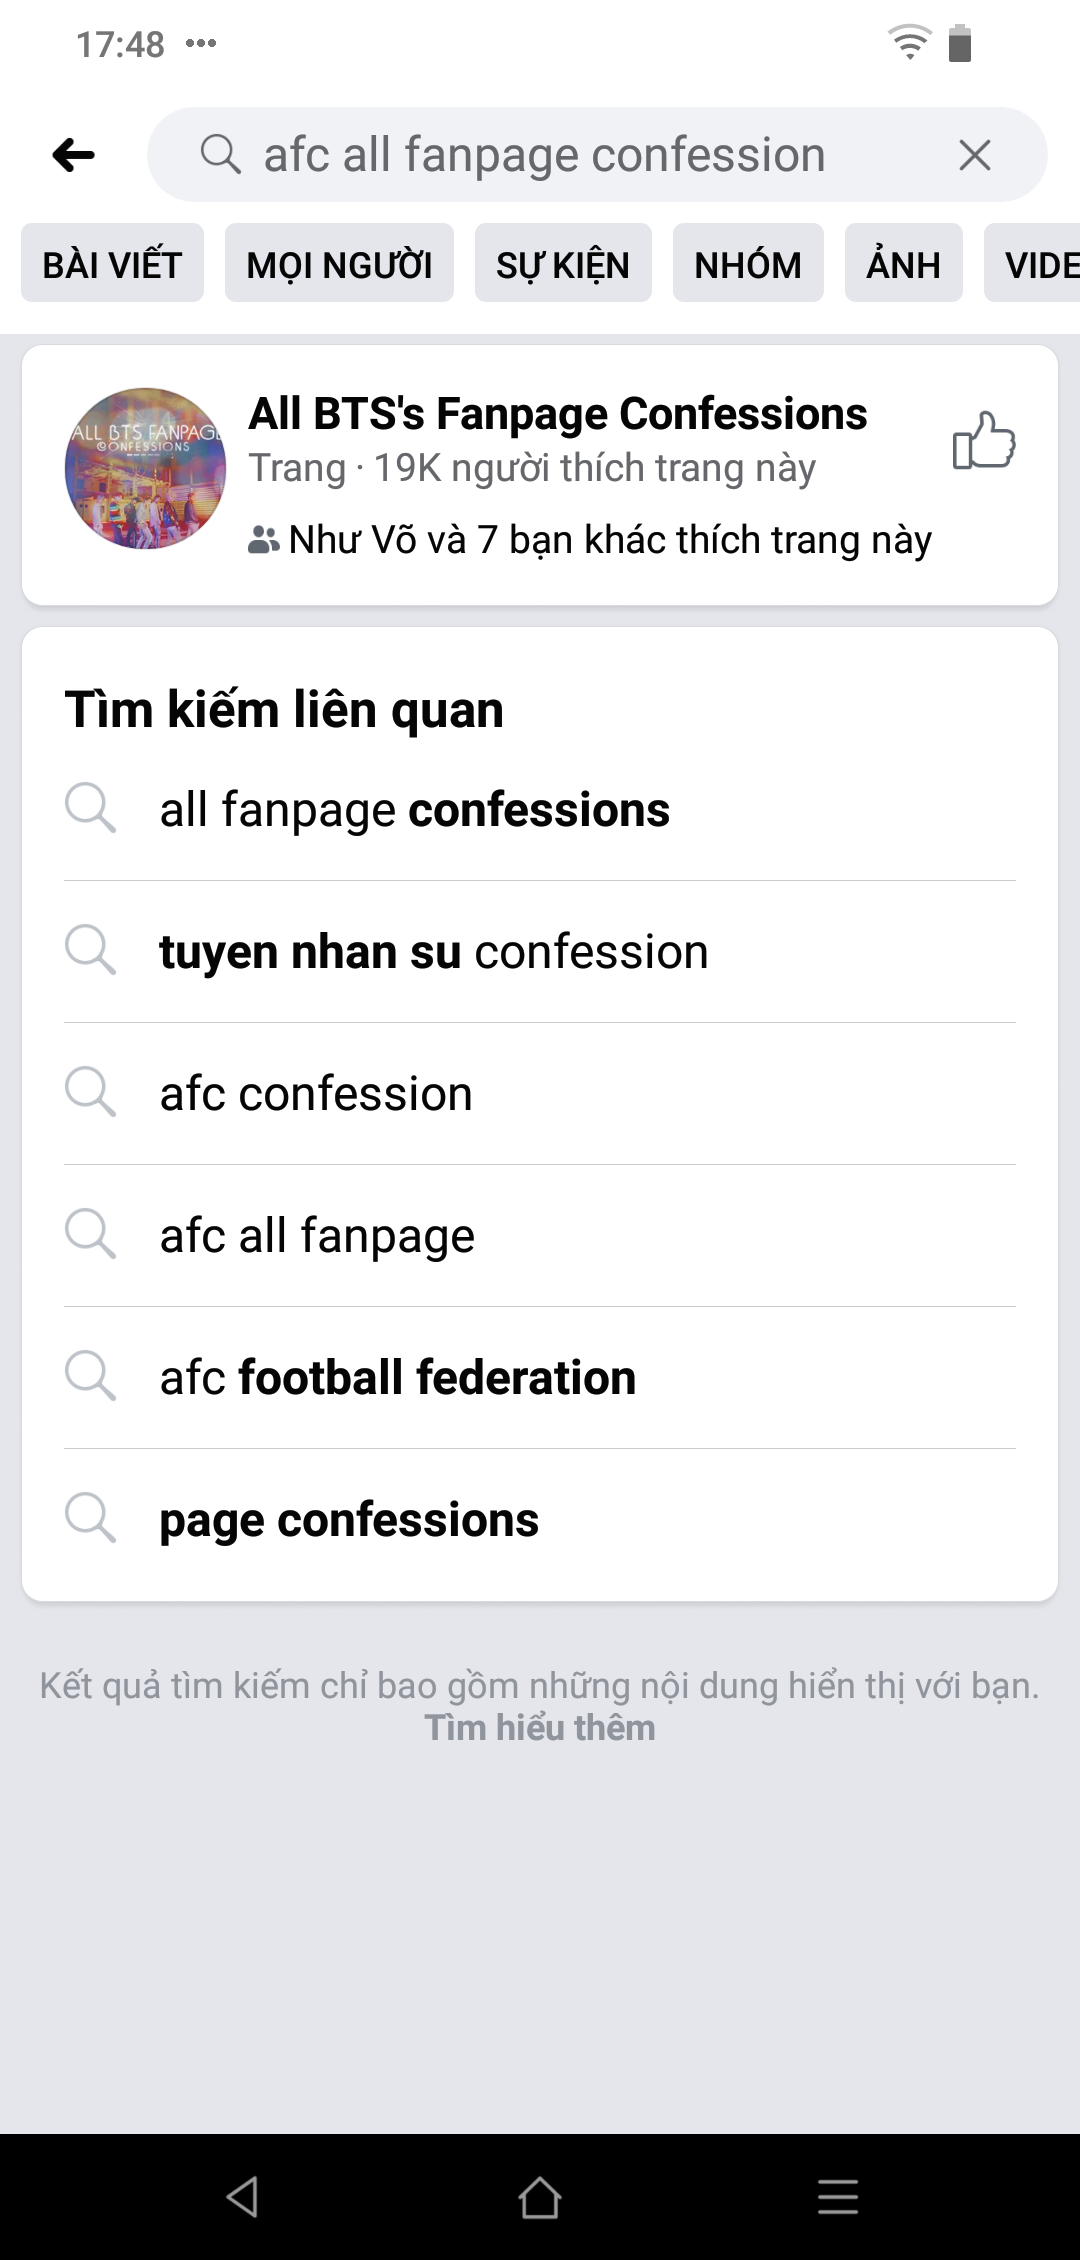 17:48
afc all fanpage confession
BÀI VIẾT MỌI NGƯỜI SỰ KIỆN NHÓM ẢNH VIDE
ALL BTS FANPAGE
CONFESSIONS
All BTS's Fanpage Confessions
Trang · 19K người thích trang này
Như Võ và 7 bạn khác thích trang này
Tìm kiếm liên quan
all fanpage confessions
tuyen nhan su confession
afc confession
afc all fanpage
afc football federation
page confessions
Kết quả tìm kiếm chỉ bao gồm những nội dung hiển thị với bạn.
Tìm hiểu thêm